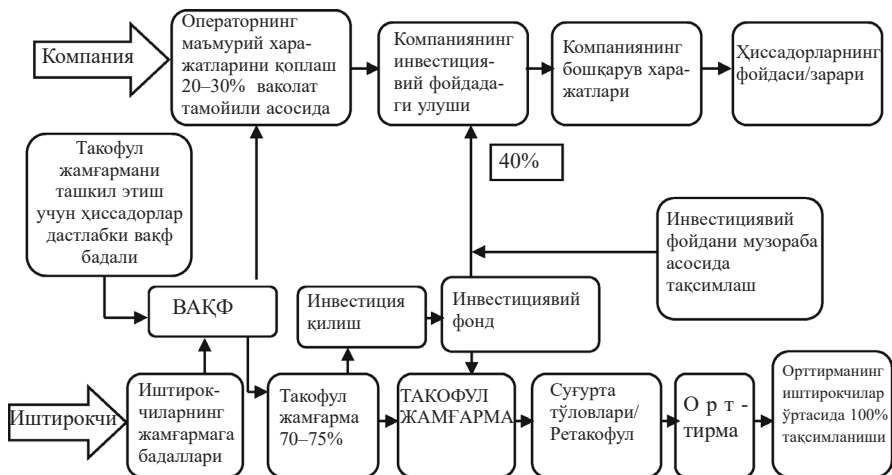 Компания
Операторнинг
маъмурий хара-
жатларини қоплаш
20–30% ваколат
тамойили асосида
Компаниянинг
инвестиция-
вий фойдада-
ги улуши
Компаниянинг
бошқарув хара-
жатлари
Ҳиссадорларнинг
фойдаси/зарари
Такофул
жамғармани
ташкил этиш
учун ҳиссадорлар
дастлабки вақф
бадали
40%
Инвестициявий
фойдани музораба
асосида
тақсимлаш
ВАҚФ
Инвестиция
қилиш
Инвестициявий
фонд
Иштирокчи
Иштирок-
чиларнинг
жамғармага
бадаллари
Такофул
жамғарма
70–75%
ТАКОФУЛ
ЖАМҒАРМА
Суғурта
тўловлари/
Ретакофул
О р т -
тирма
Орттирманинг
иштирокчилар
ўртасида 100%
тақсимланиши